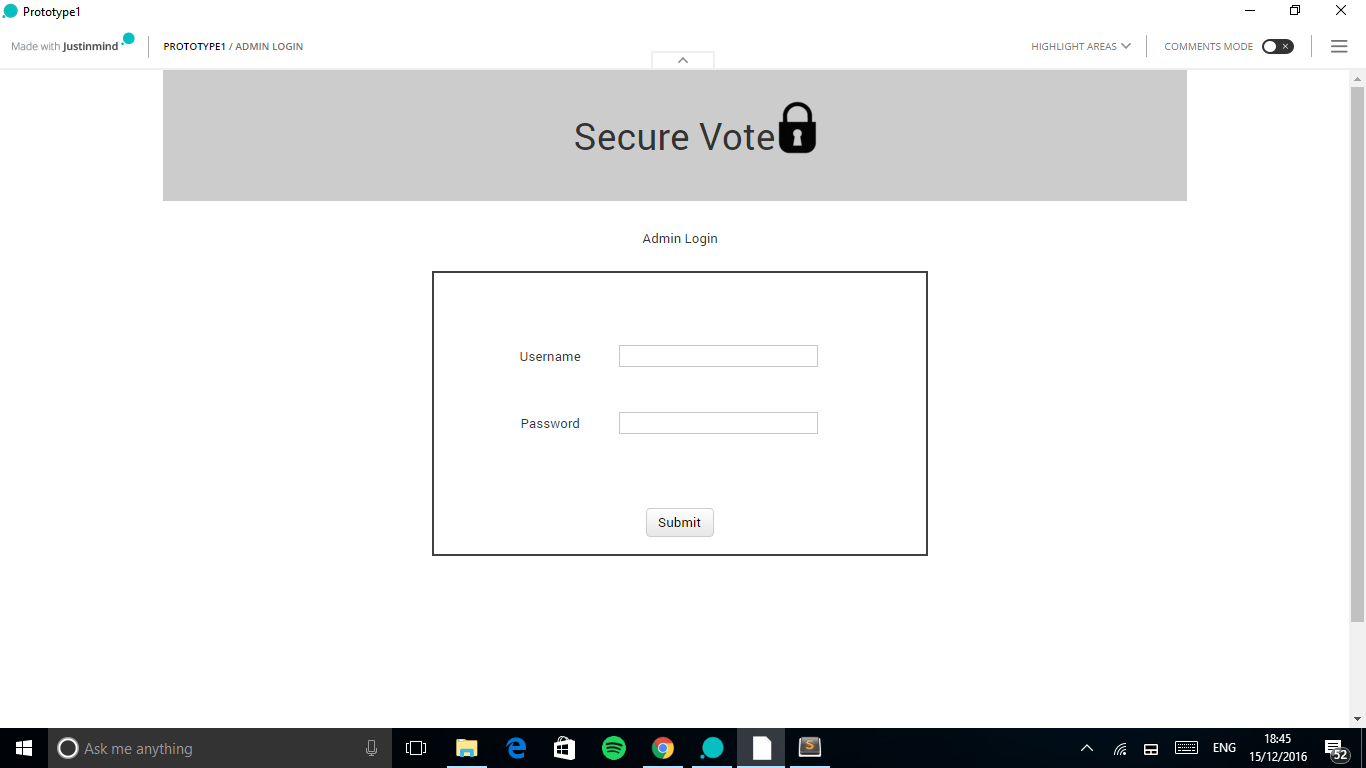 Prototype1
Made with Justinmind
PROTOTYPE1 / ADMIN LOGIN
HIGHLIGHT AREAS
COMMENTS MODE
Secure Vote
Admin Login
Username
Password
Submit
Ask me anything
S
ENG
18:45
15/12/2016
52